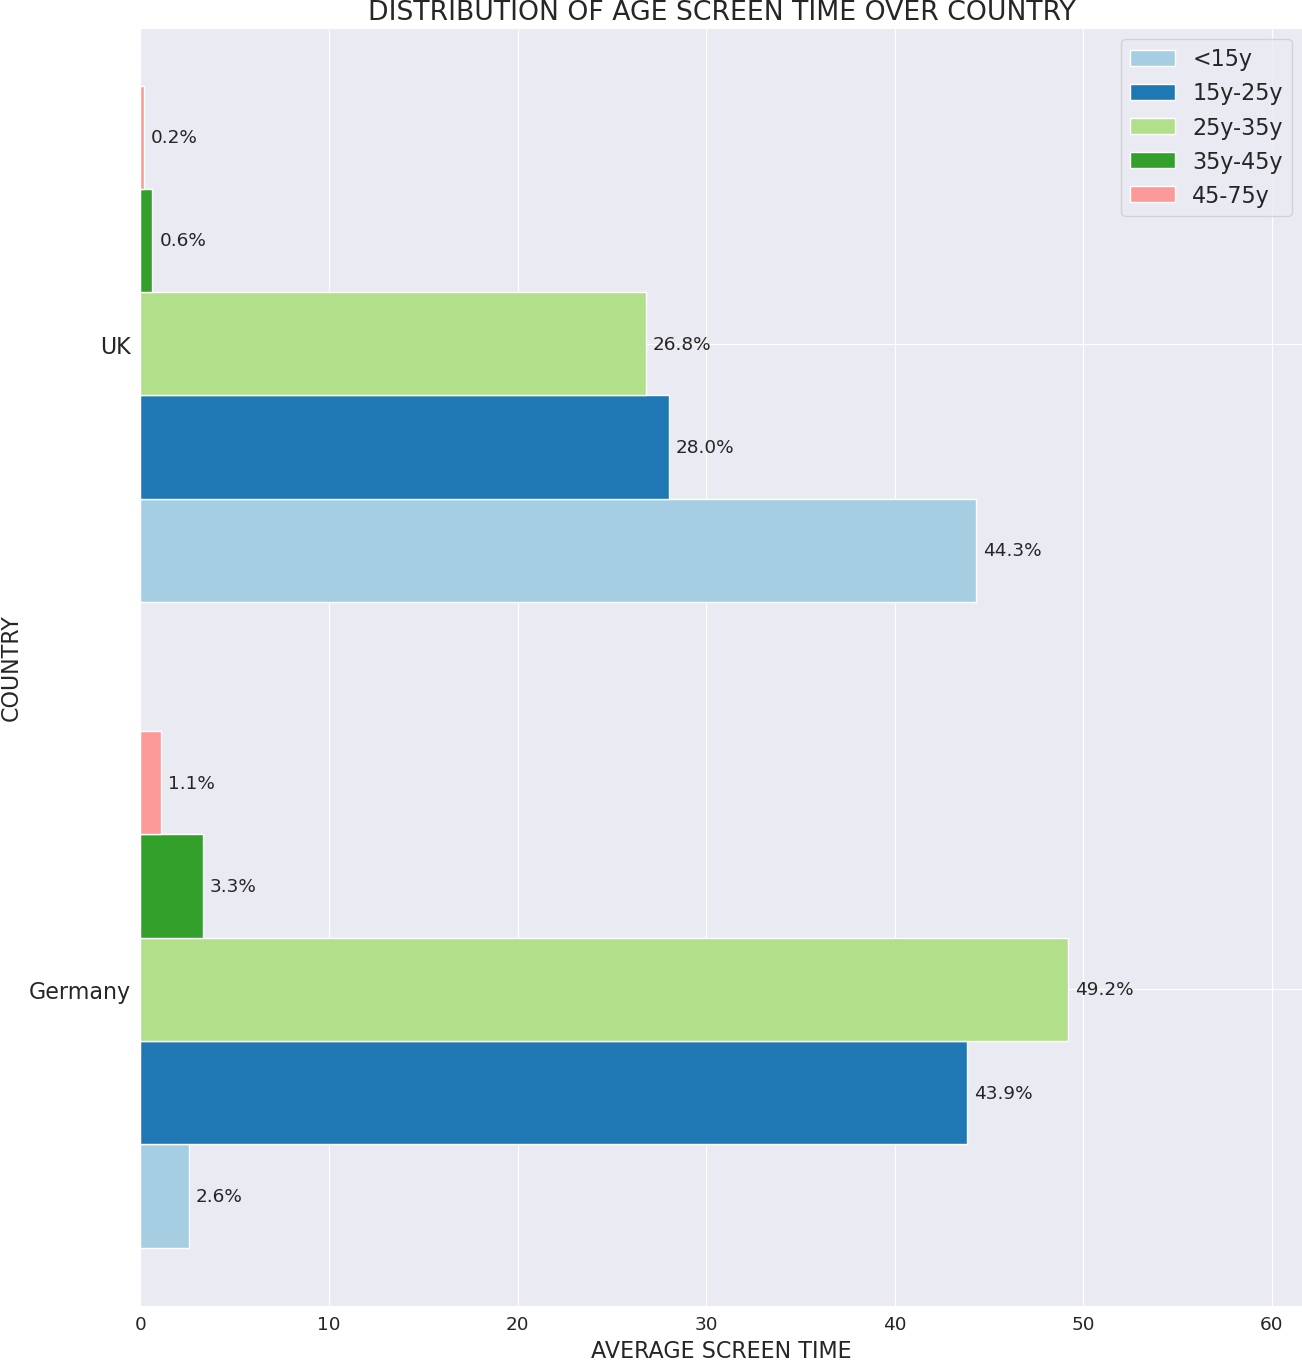 DISTRIBUTION OF AGE SCREEN TIME OVER COUNTRY
<15y
15y-25y
25y-35y
35y-45y
45-75y
0.2%
0.6%
UK
26.8%
28.0%
44.3%
COUNTRY
1.1%
3.3%
Germany
49.2%
43.9%
2.6%
0 10 20 30 40 50 60
AVERAGE SCREEN TIME